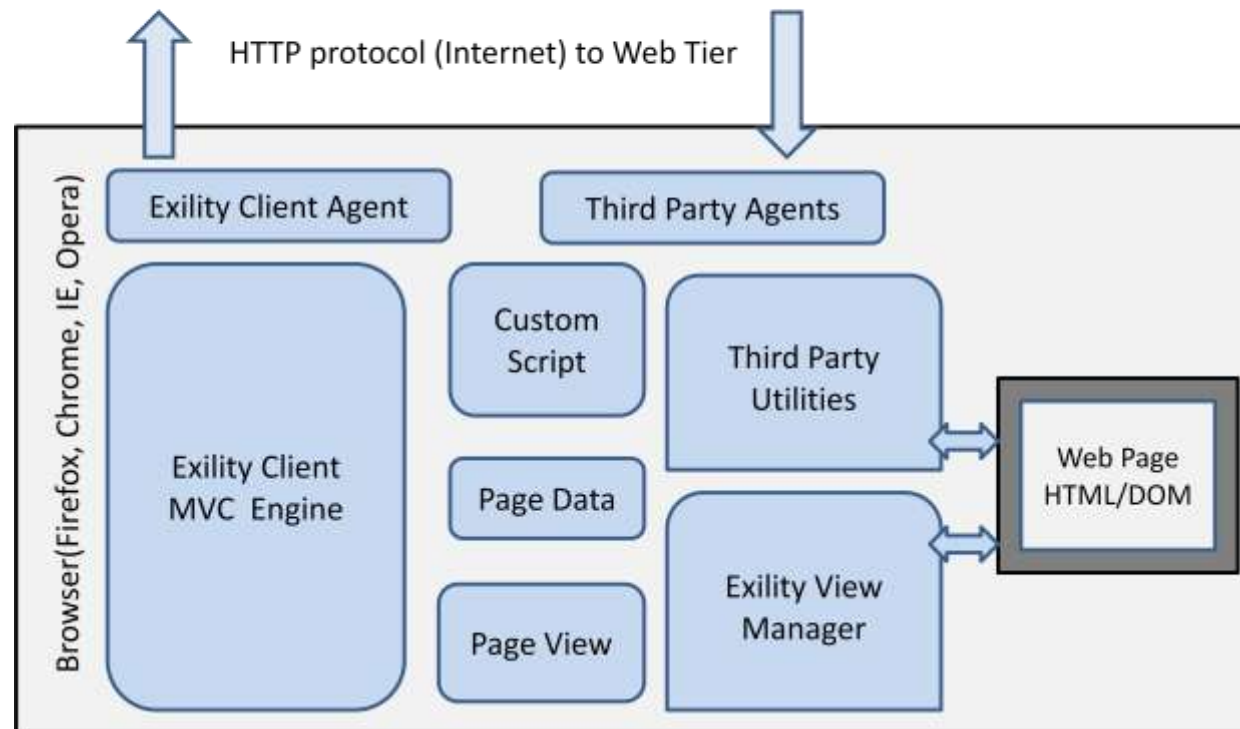 HTTP protocol (Internet) to Web Tier
Browser(Firefox, Chrome, IE, Opera)
Exility Client Agent
Third Party Agents
Exility Client
MVC Engine
Custom
Script
Page Data
Page View
Third Party
Utilities
Exility View
Manager
Web Page
HTML/DOM